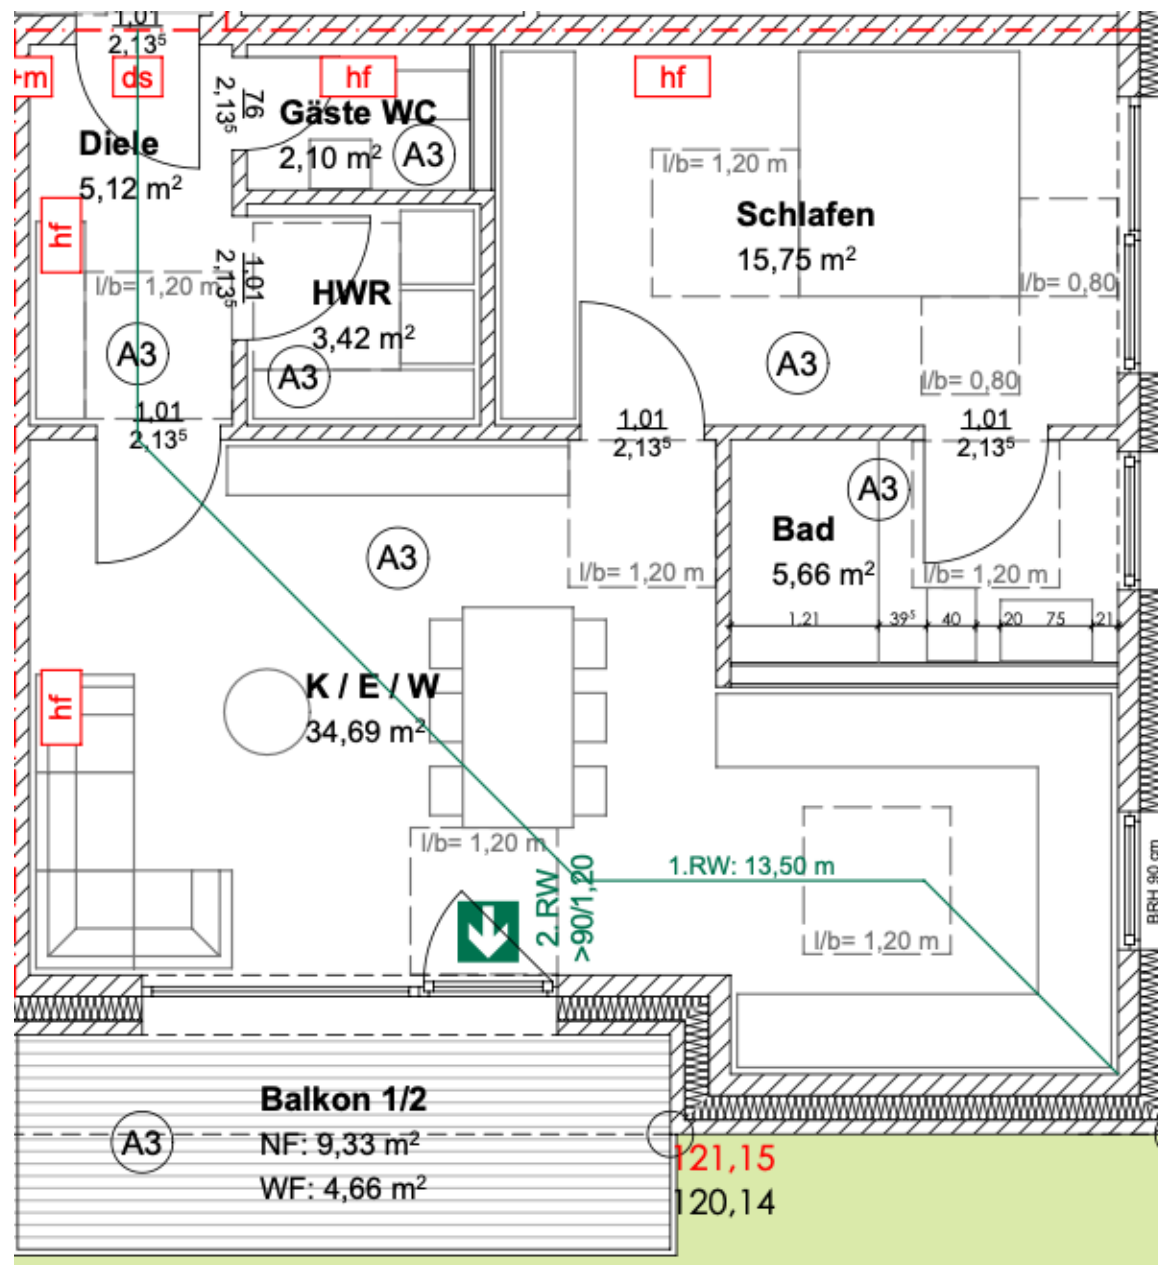 1,01
2,13⁵
+m
ds
hf
hf
76
2,13⁵
Gäste WC
2,10 m²
A3
Diele
5,12 m²
hf
l/b= 1,20 m
1,01
2,13⁵
HWR
3,42 m²
A3
A3
1,01
2,13⁵
l/b= 1,20 m
Schlafen
15,75 m²
l/b= 0,80
l/b= 0,80
A3
1,01
2,13⁵
1,01
2,13⁵
A3
Bad
5,66 m²
l/b= 1,20 m
1,21
39⁵
40
20
75
21
A3
l/b= 1,20 m
hf
K / E / W
34,69 m²
l/b= 1,20 m
2. RW
>90/1,20
1.RW: 13,50 m
l/b= 1,20 m
BRH 90 cm
Balkon 1/2
A3
NF: 9,33 m²
WF: 4,66 m²
121,15
120,14